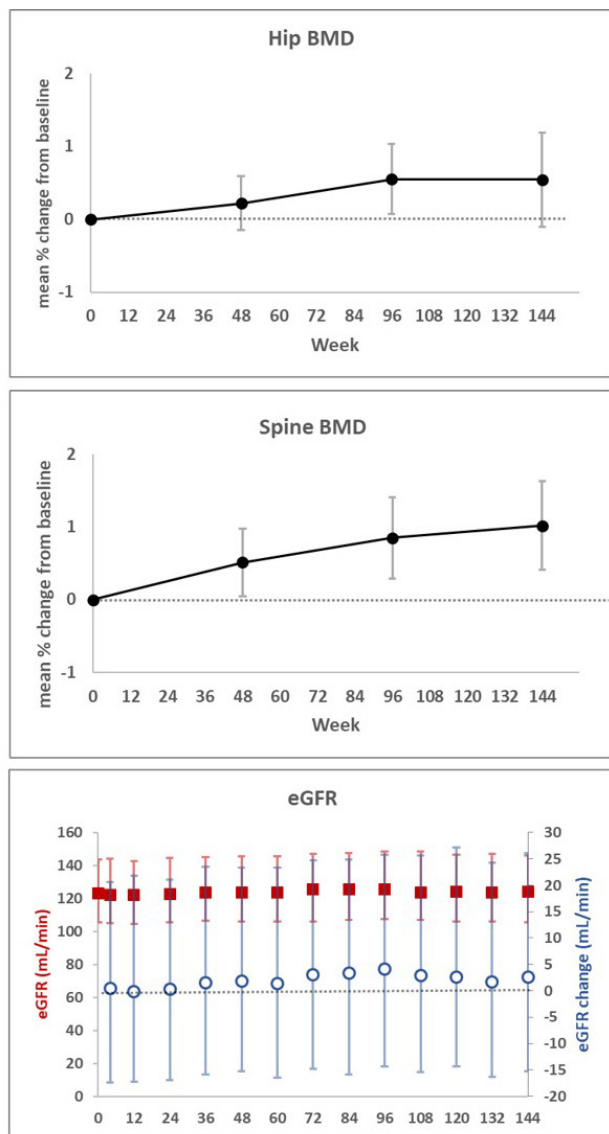 Hip BMD
mean % change from baseline
2
1
0
-1
0 12 24 36 48 60 72 84 96 108 120 132 144
Week
Spine BMD
mean % change from baseline
2
1
0
-1
0 12 24 36 48 60 72 84 96 108 120 132 144
Week
eGFR
eGFR (mL/min)
160
140
120
100
80
60
40
20
0
30
25
20
15
10
5
0
-5
-10
-15
-20
eGFR change (mL/min)
0 12 24 36 48 60 72 84 96 108 120 132 144